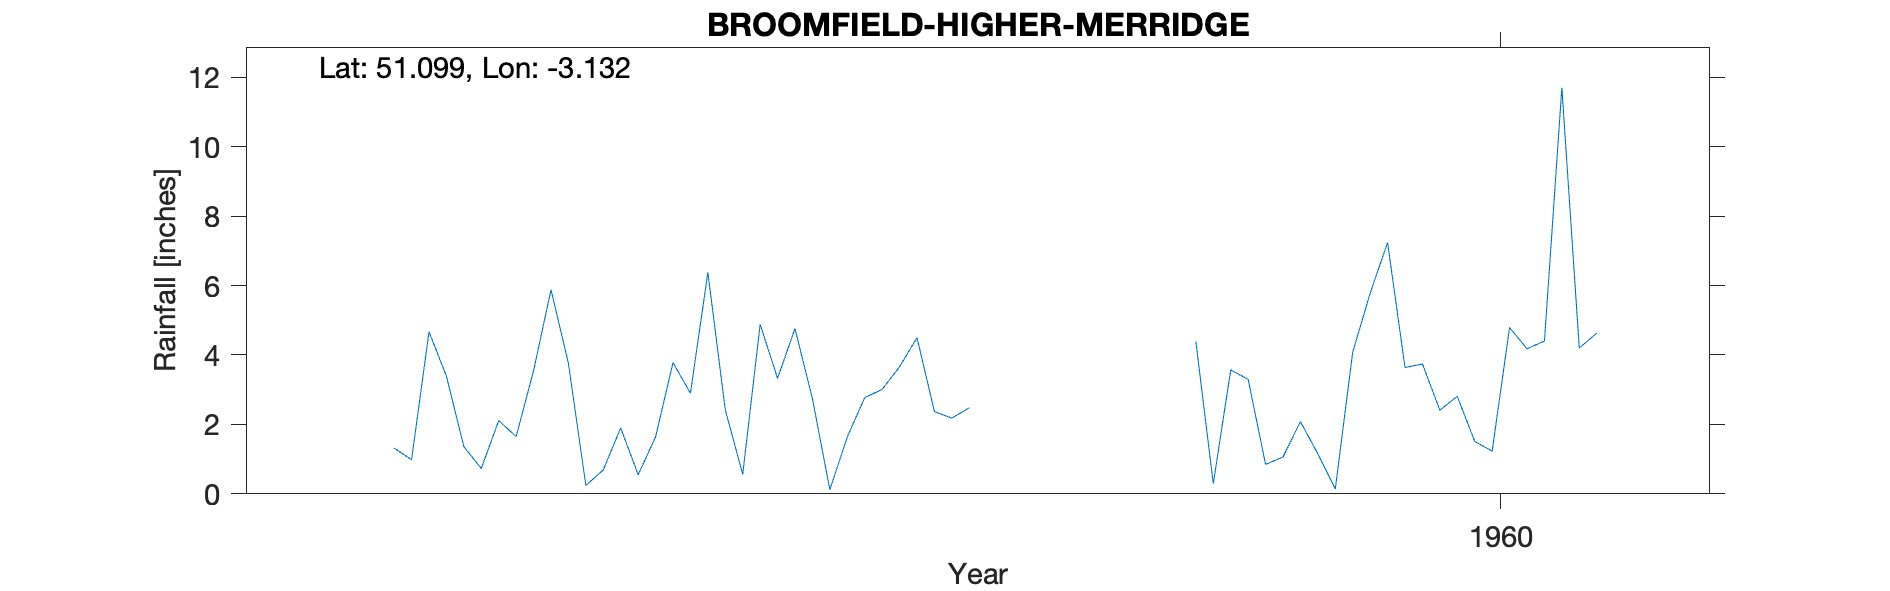 BROOMFIELD-HIGHER-MERRIDGE
Lat: 51.099, Lon: -3.132
12
10
8
6
4
2
0
Rainfall [inches]
1960
Year